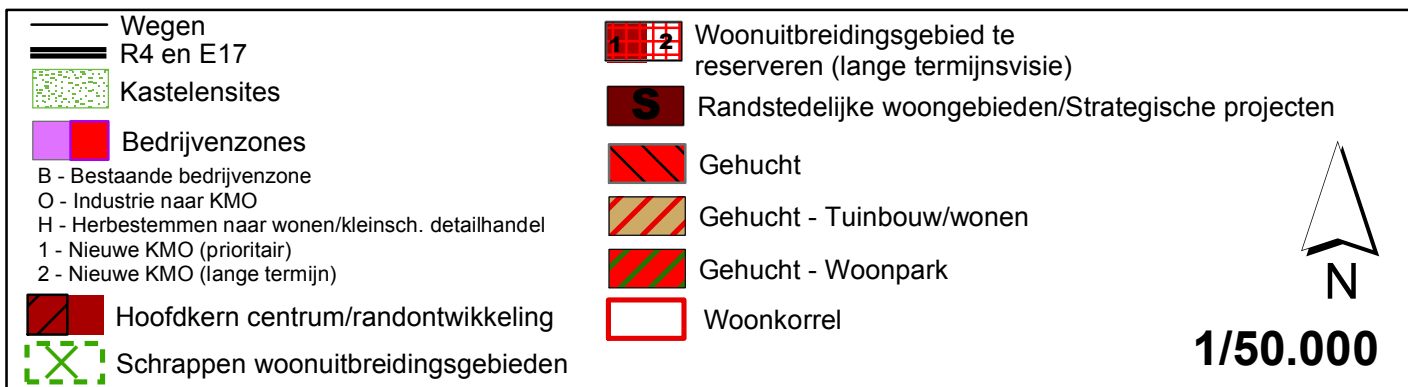 Wegen
R4 en E17
Kastelensites
Bedrijvenzones
B - Bestaande bedrijvenzone
O - Industrie naar KMO
H - Herbestemmen naar wonen/kleinsch. detailhandel
1 - Nieuwe KMO (prioritair)
2 - Nieuwe KMO (lange termijn)
Hoofdkern centrum/randontwikkeling
Schrappen woonuitbreidingsgebieden
1 2 Woonuitbreidingsgebied te
reserveren (lange termijnsvisie)
S Randstedelijke woongebieden/Strategische projecten
Gehucht
Gehucht - Tuinbouw/wonen
Gehucht - Woonpark
Woonkorrel
N
1/50.000